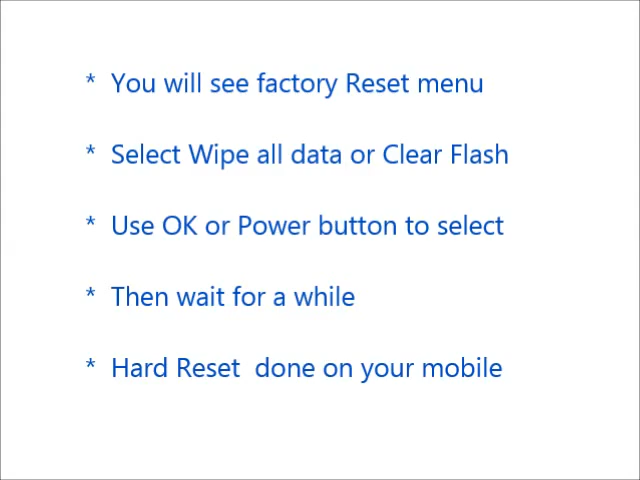 * You will see factory Reset menu
* Select Wipe all data or Clear Flash
* Use OK or Power button to select
* Then wait for a while
* Hard Reset  done on your mobile